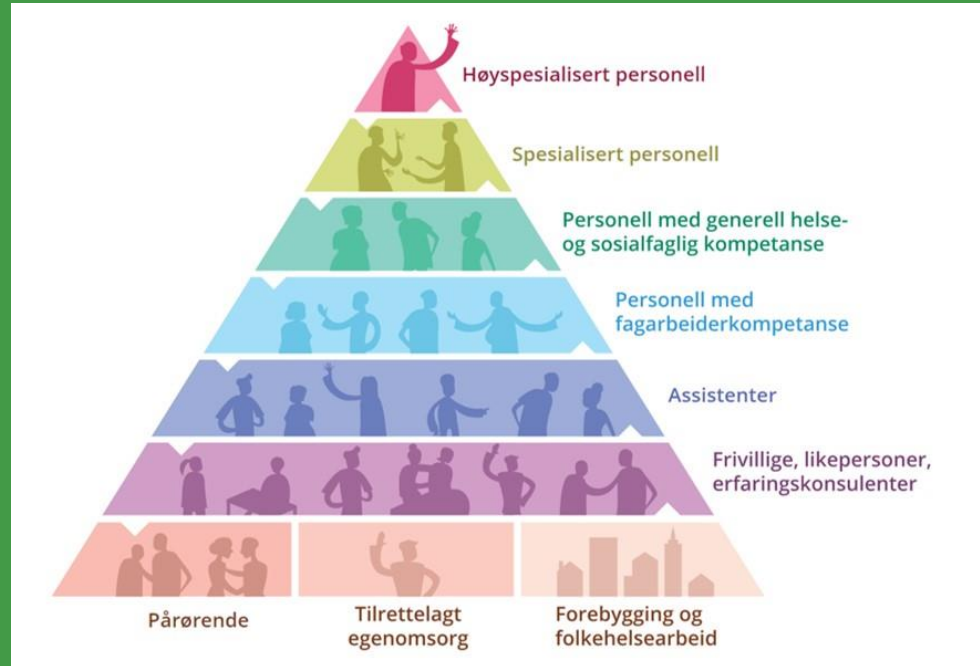 Høyspesialisert personell
Spesialisert personell
Personell med generell helse-
og sosialfaglig kompetanse
Personell med
fagarbeiderkompetanse
Assistenter
Frivillige, likepersoner,
erfaringskonsulenter
Pårørende
Tilrettelagt
egenomsorg
Forebygging og
folkehelsearbeid